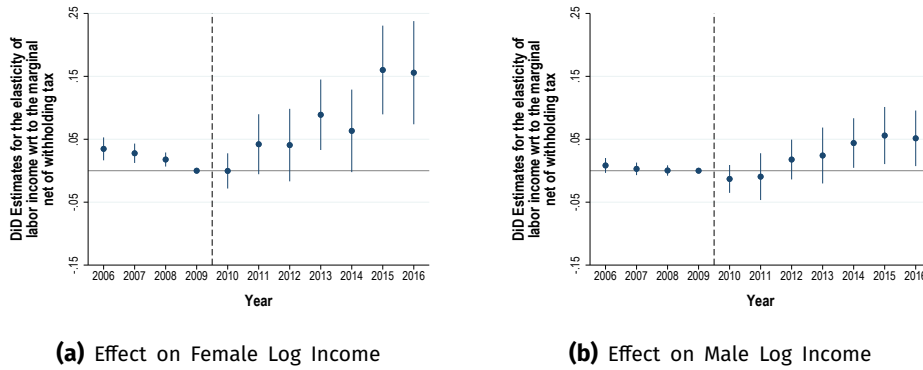 DiD Estimates for the elasticity of
labor income wrt to the marginal
net of withholding tax
.25
.15
.05
-.05
-.15
2006 2007 2008 2009 2010 2011 2012 2013 2014 2015 2016
Year
(a) Effect on Female Log Income
DiD Estimates for the elasticity of
labor income wrt to the marginal
net of withholding tax
.25
.15
.05
-.05
-.15
2006 2007 2008 2009 2010 2011 2012 2013 2014 2015 2016
Year
(b) Effect on Male Log Income